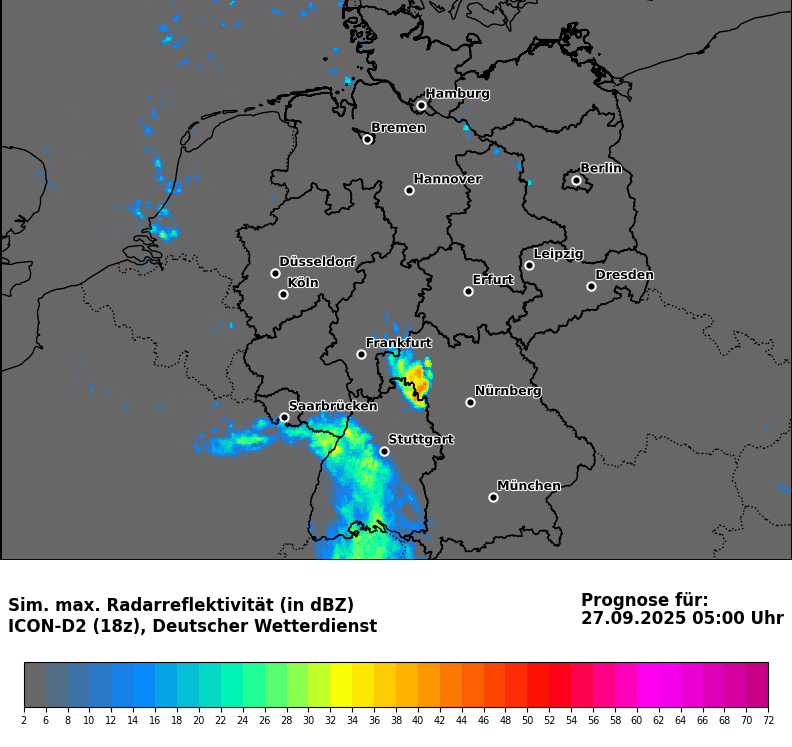 Hamburg
Bremen
Berlin
Hannover
Düsseldorf
Köln
Leipzig
Erfurt
Dresden
Frankfurt
Nürnberg
Saarbrücken
Stuttgart
München
Sim. max. Radarreflektivität (in dBZ)
ICON-D2 (18z), Deutscher Wetterdienst
Prognose für:
27.09.2025 05:00 Uhr
2 6 8 10 12 14 16 18 20 22 24 26 28 30 32 34 36 38 40 42 44 46 48 50 52 54 56 58 60 62 64 66 68 70 72